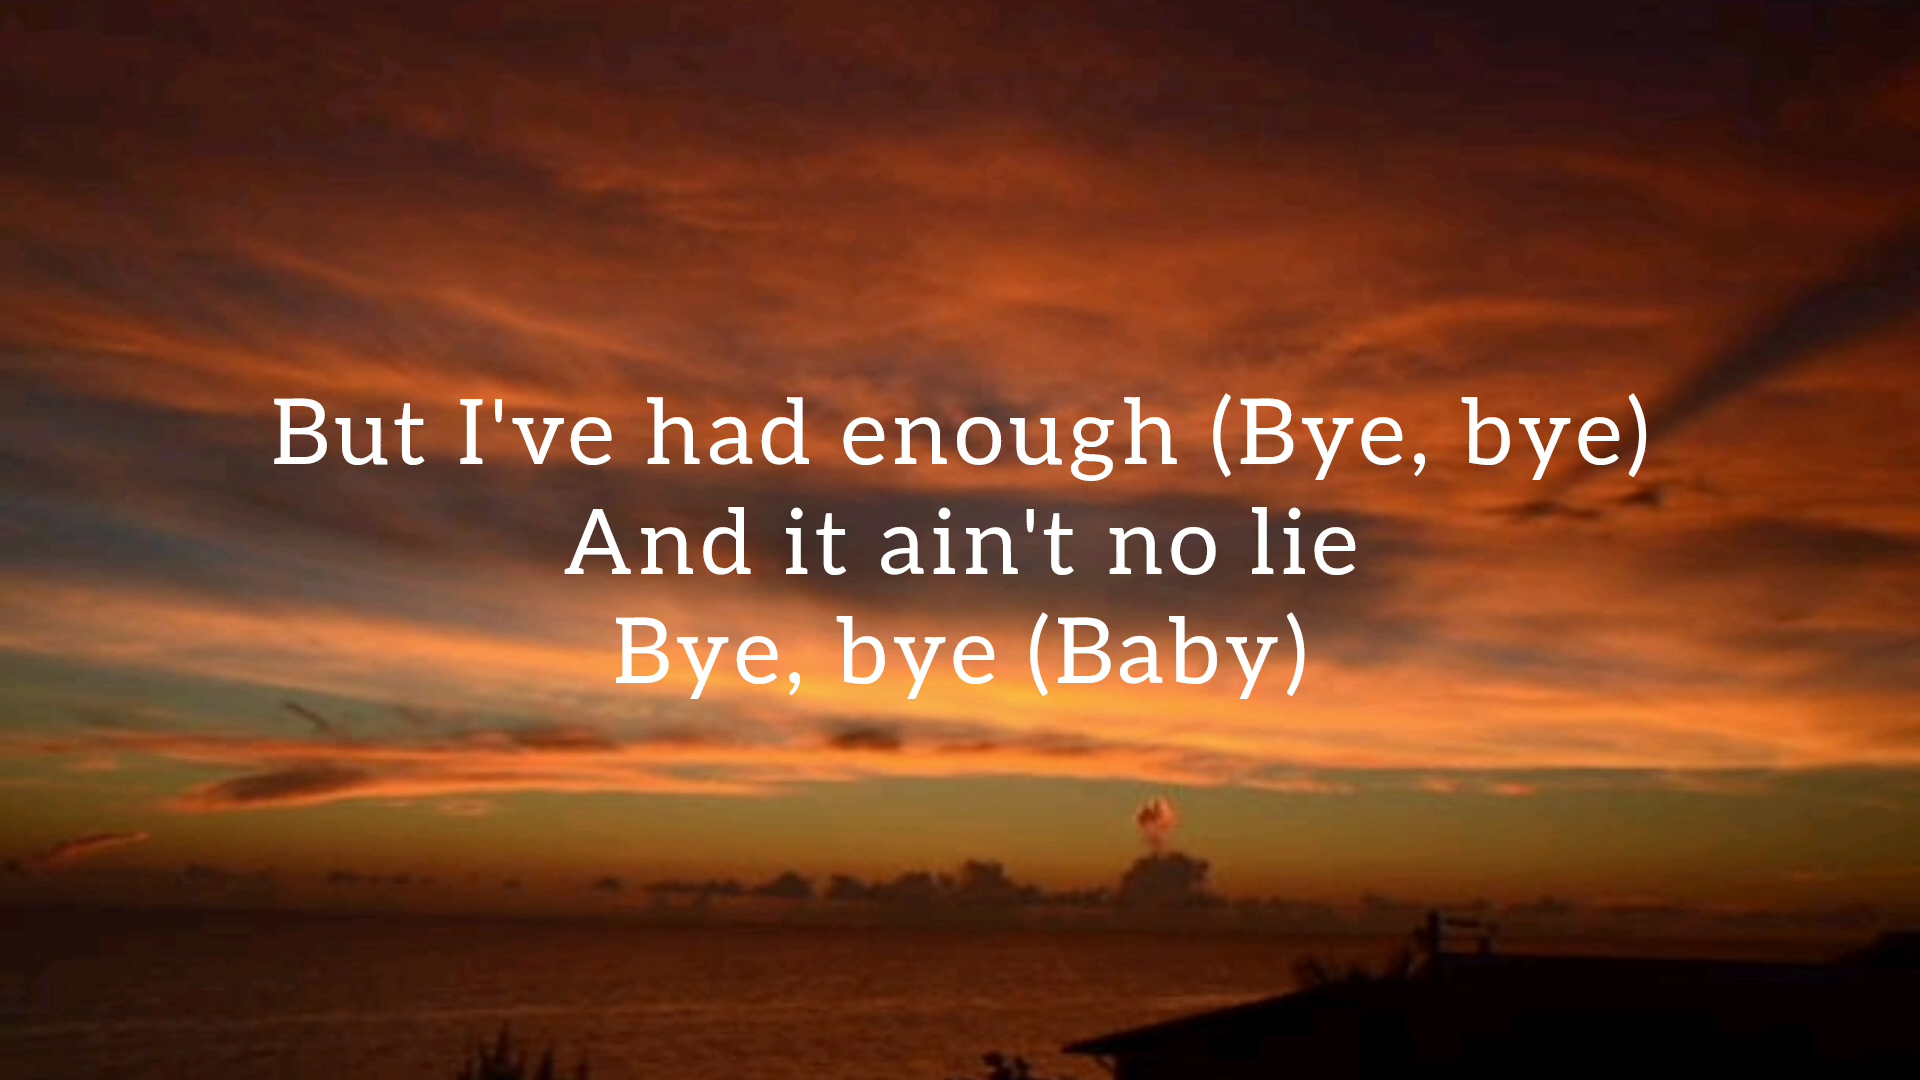 But I've had enough (Bye, bye)
And it ain't no lie
Bye, bye (Baby)